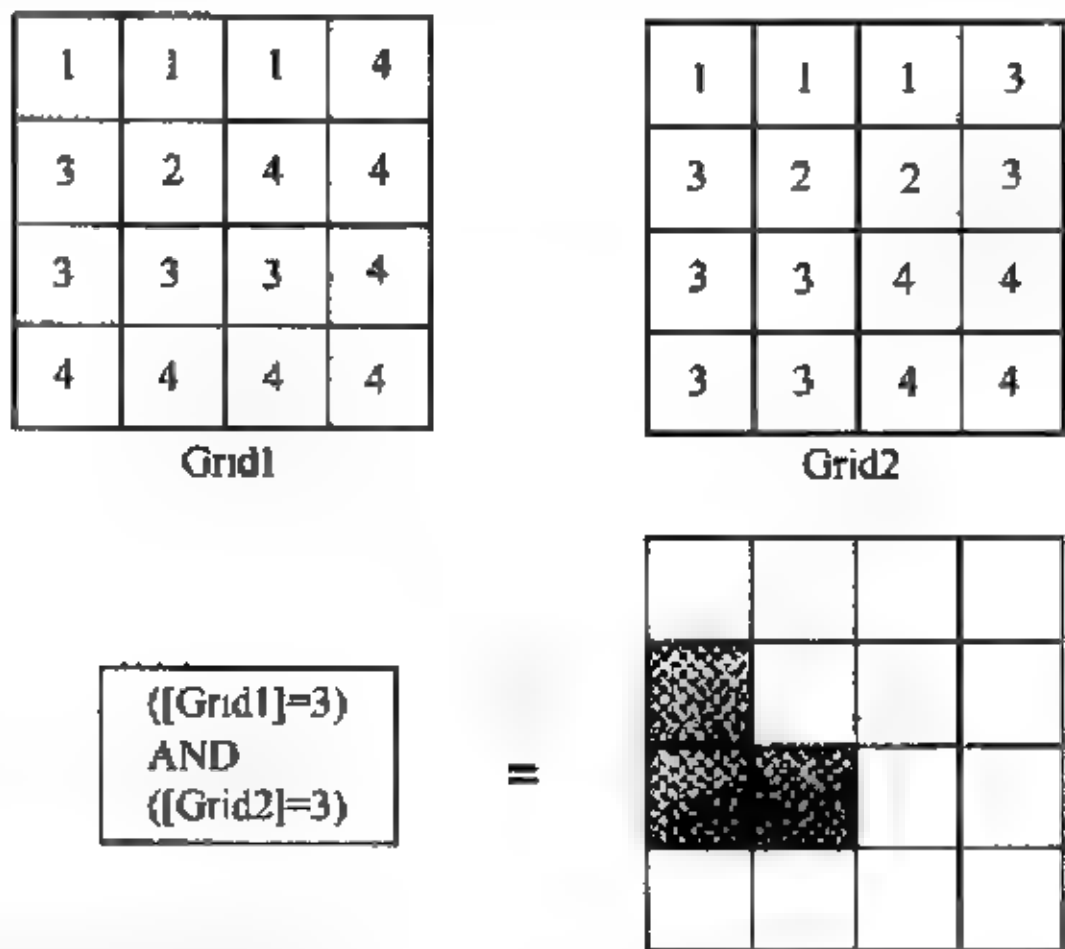 1 1 1 4
3 2 4 4
3 3 3 4
4 4 4 4
Grid1
1 1 1 3
3 2 2 3
3 3 4 4
3 3 4 4
Grid2
([Grid1]=3)
AND
([Grid2]=3)
=